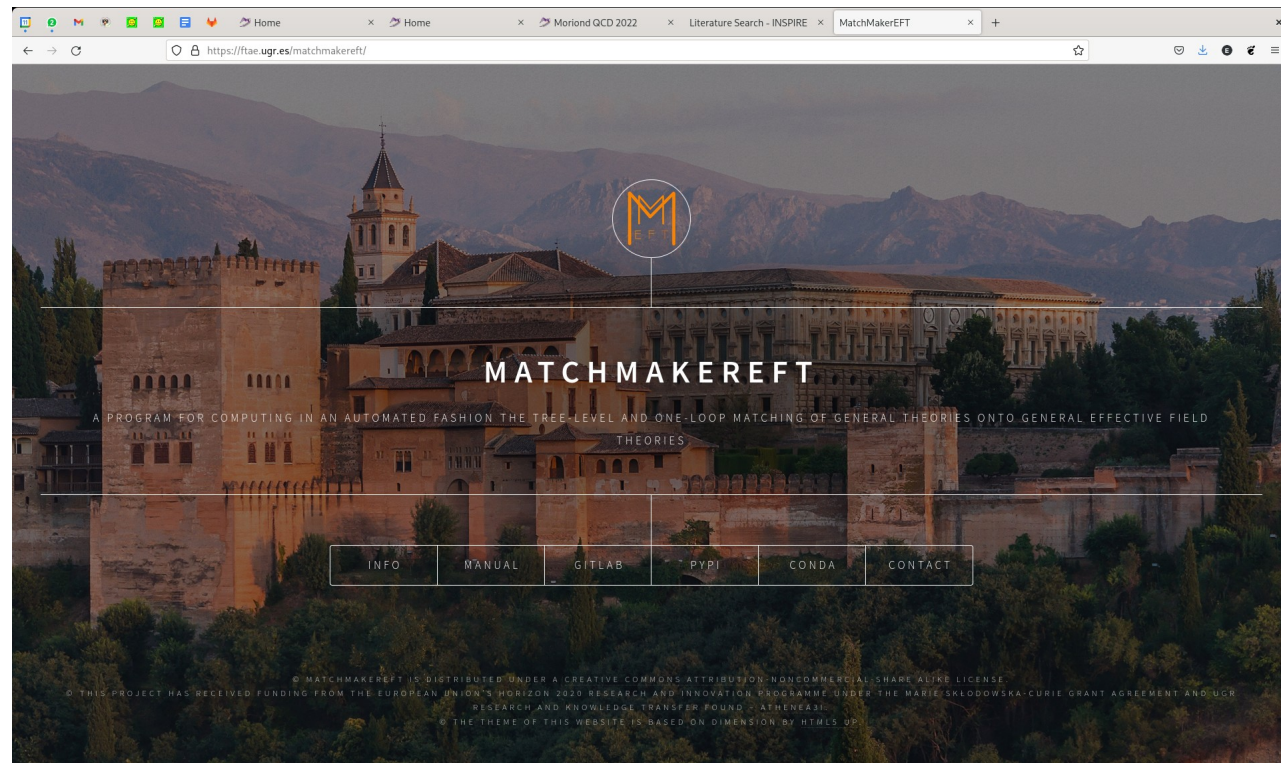 Home
Home
Moriond QCD 2022
Literature Search - INSPIRE
MatchMakerEFT
https://ftae.ugr.es/matchmakereft/
M
EFT
MATCHMAKEREFT
A PROGRAM FOR COMPUTING IN AN AUTOMATED FASHION THE TREE-LEVEL AND ONE-LOOP MATCHING OF GENERAL THEORIES ONTO GENERAL EFFECTIVE FIELD
THEORIES
INFO MANUAL GITLAB PYPI CONDA CONTACT
© MATCHMAKEREFT IS DISTRIBUTED UNDER A CREATIVE COMMONS ATTRIBUTION-NONCOMMERCIAL-SHARE ALIKE LICENSE.
© THIS PROJECT HAS RECEIVED FUNDING FROM THE EUROPEAN UNION'S HORIZON 2020 RESEARCH AND INNOVATION PROGRAMME UNDER THE MARIE SKŁODOWSKA-CURIE GRANT AGREEMENT AND UGR
RESEARCH AND KNOWLEDGE TRANSFER FOUND - ATHENEA3I.
© THE THEME OF THIS WEBSITE IS BASED ON DIMENSION BY HTML5 UP.